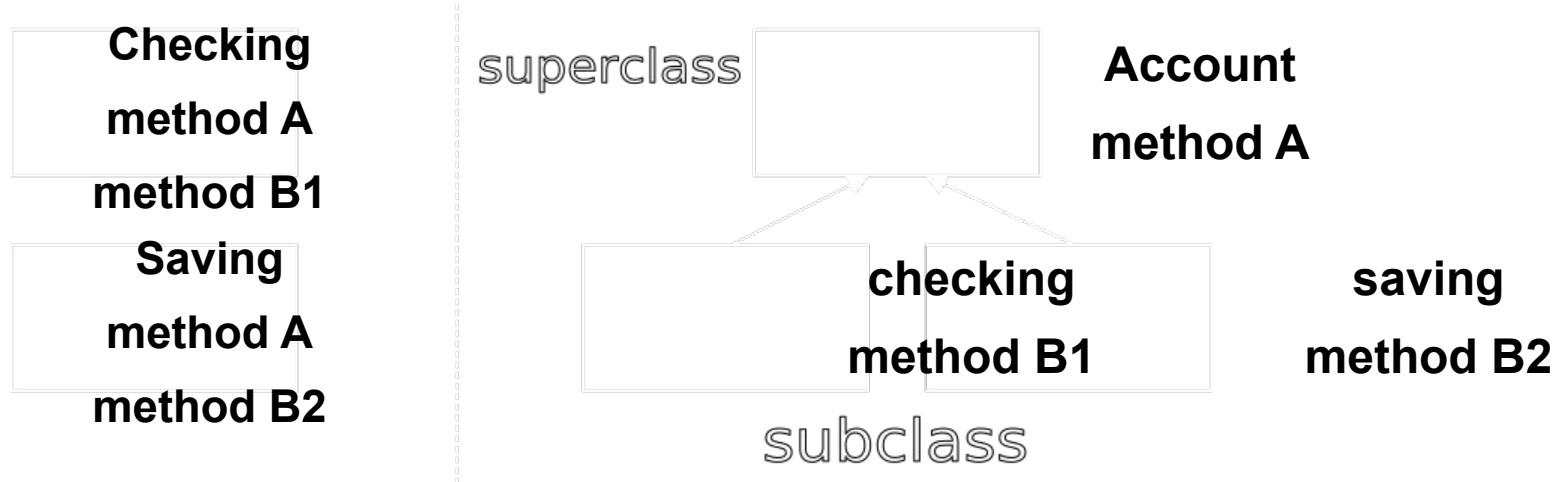 Checking
method A
method B1
Saving
method A
method B2
superclass
Account
method A
checking
method B1
saving
method B2
subclass